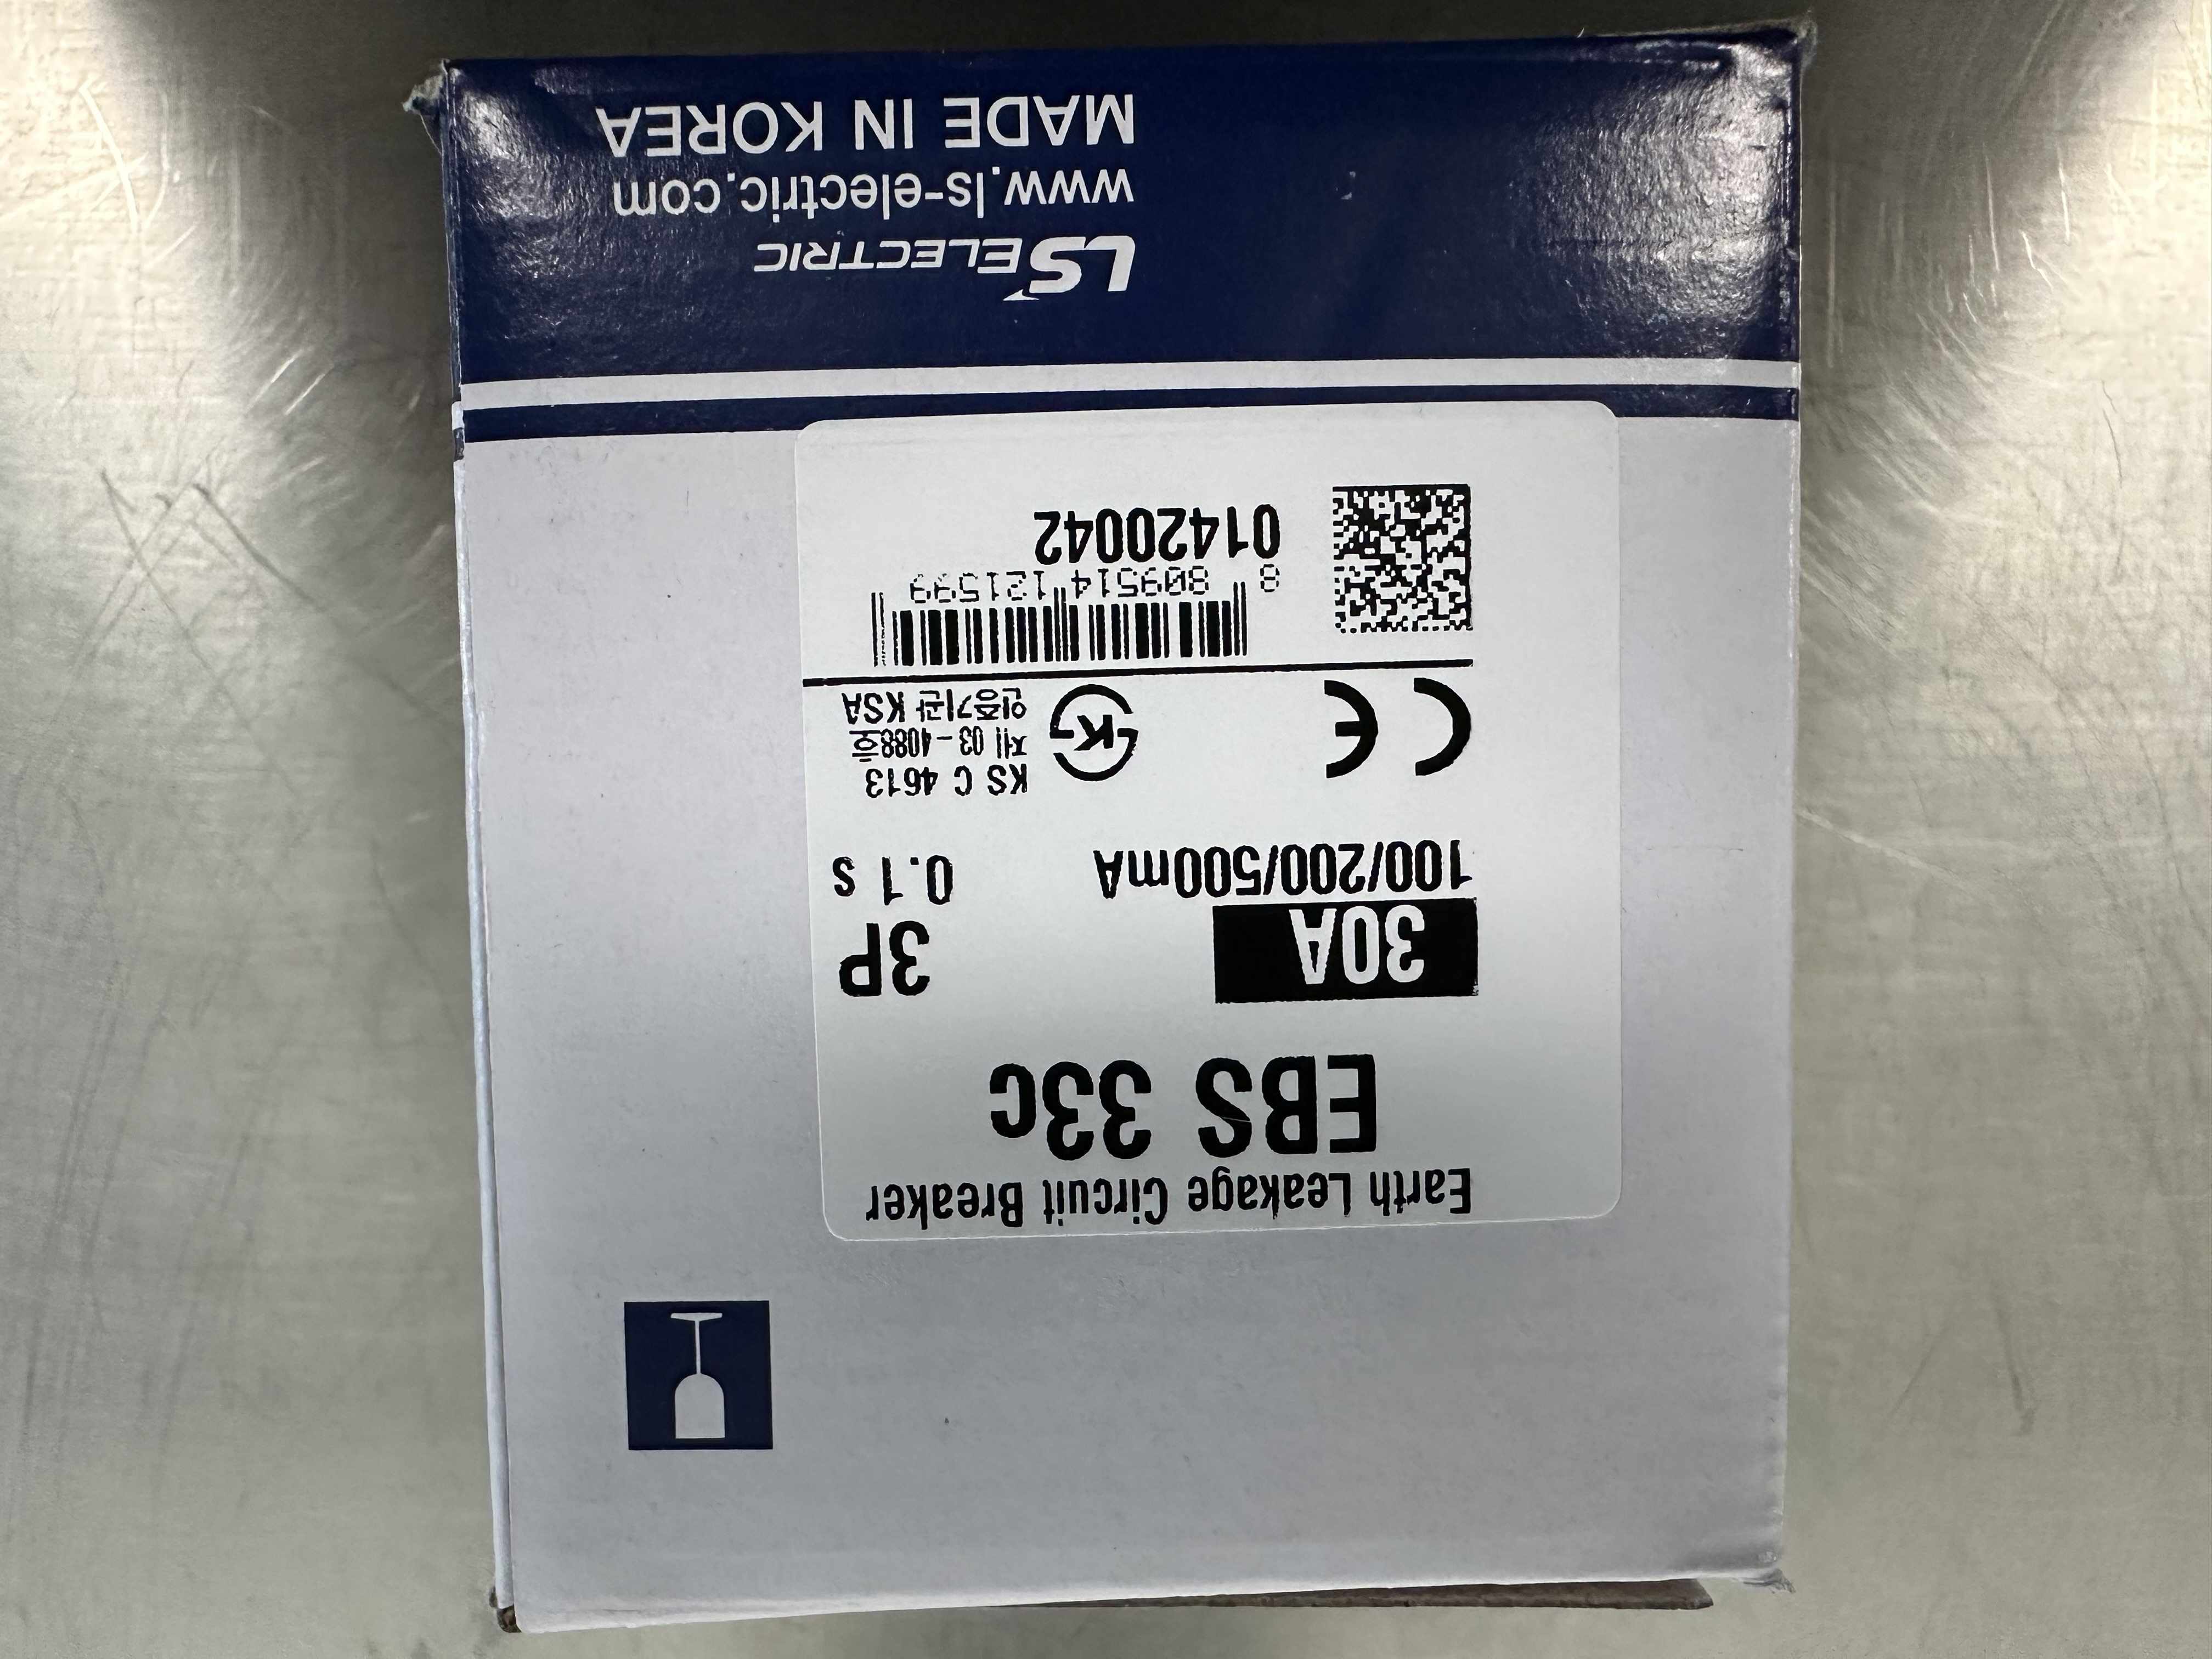 Earth Leakage Circuit Breaker
EBS 33c
30A 3P
100/200/500mA 0.1 s
CE
K
KS C 4613
제 03-4088호
인증기관 KSA
8 809514 121599
01420042
LS ELECTRIC
www.ls-electric.com
MADE IN KOREA